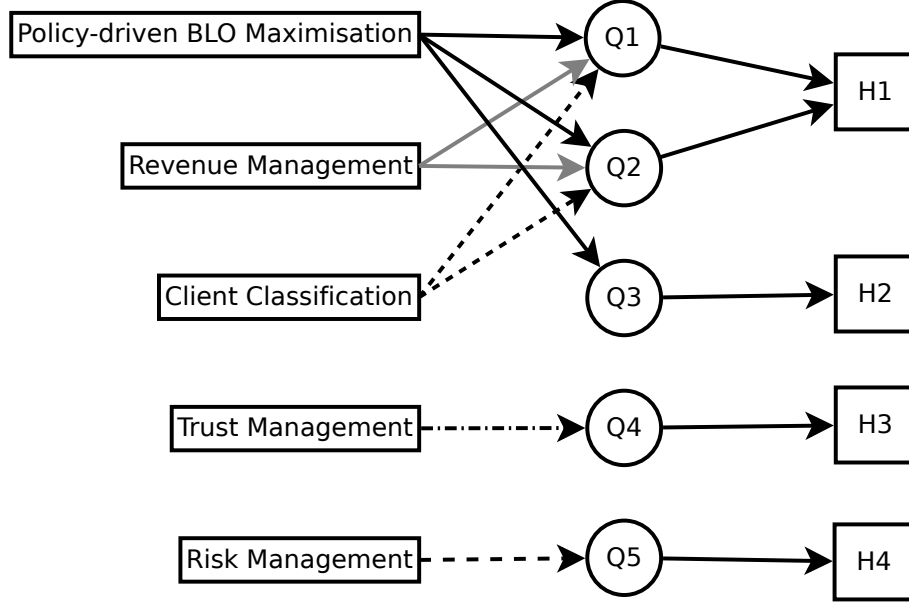 Policy-driven BLO Maximisation
Q1
H1
Revenue Management
Q2
Client Classification
Q3
H2
Trust Management
Q4
H3
Risk Management
Q5
H4